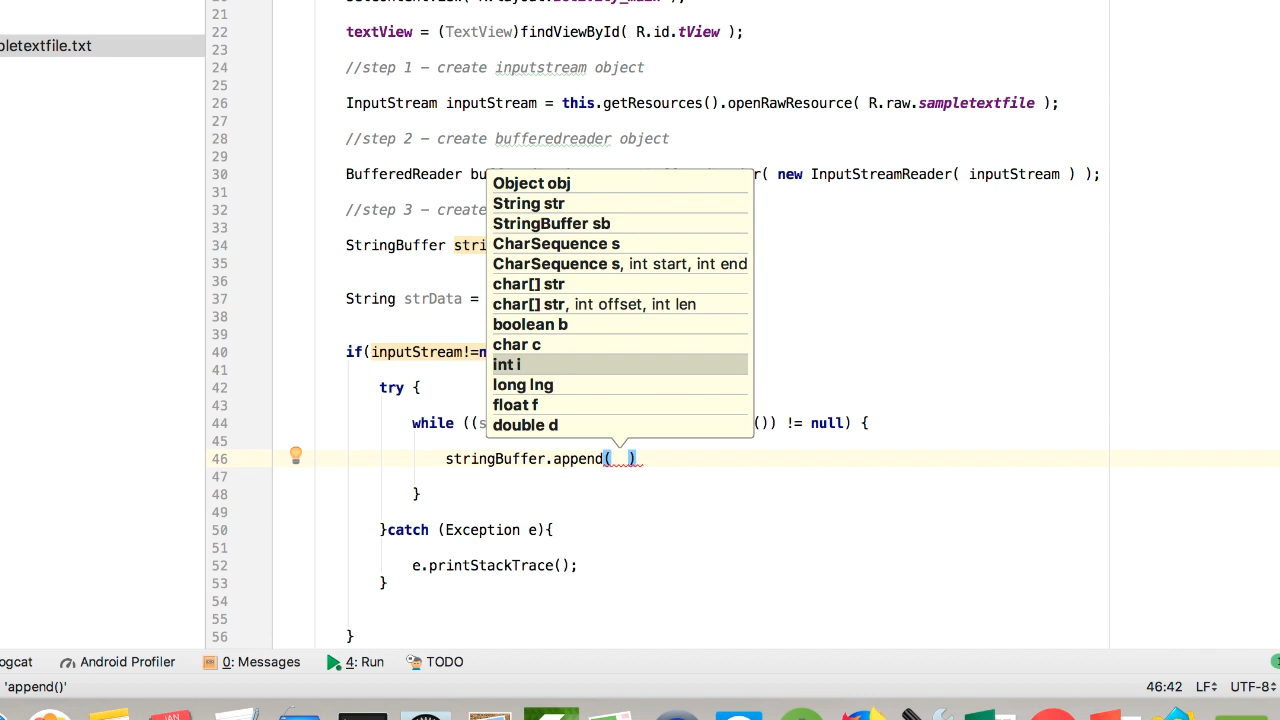 21
22 textView = (TextView)findViewById( R.id.tView );
pletextfile.txt
23
24 //step 1 – create inputstream object
25
26 InputStream inputStream = this.getResources().openRawResource( R.raw.sampletextfile );
27
28 //step 2 – create bufferedreader object
29
30 BufferedReader bu ( new InputStreamReader( inputStream ) );
31
32 //step 3 – create
33
34 StringBuffer stri
35
36
37 String strData =
38
39
40 if(inputStream!=n
41
42 try {
43
44 while ((s ()) != null) {
45
46 stringBuffer.append( )
47
48 }
49
50 }catch (Exception e){
51
52 e.printStackTrace();
53 }
54
55
56 }
Object obj
String str
StringBuffer sb
CharSequence s
CharSequence s, int start, int end
char[] str
char[] str, int offset, int len
boolean b
char c
int i
long lng
float f
double d
ogcat Android Profiler 0: Messages 4: Run TODO
'append()' 46:42 LF UTF-8
JAN